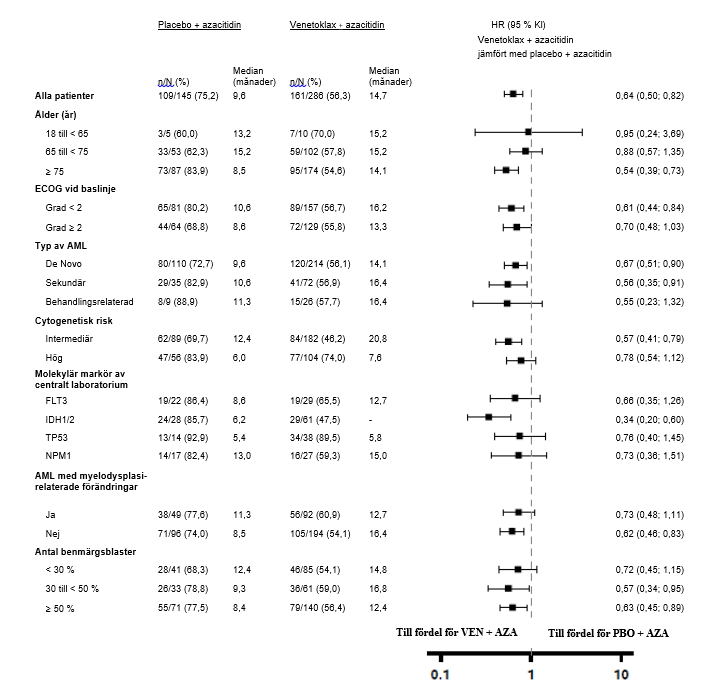 Placebo + azacitidin Venetoklax + azacitidin HR (95 % KI)
Venetoklax + azacitidin
jämfört med placebo + azacitidin
n/N (%) Median (månader) n/N (%) Median (månader)
Alla patienter 109/145 (75,2) 9,6 161/286 (56,3) 14,7 0,64 (0,50; 0,82)
Ålder (år)
18 till < 65 3/5 (60,0) 13,2 7/10 (70,0) 15,2 0,95 (0,24; 3,69)
65 till < 75 33/53 (62,3) 15,2 59/102 (57,8) 15,2 0,88 (0,57; 1,35)
≥ 75 73/87 (83,9) 8,5 95/174 (54,6) 14,1 0,54 (0,39; 0,73)
ECOG vid baslinje
Grad < 2 65/81 (80,2) 10,6 89/157 (56,7) 16,2 0,61 (0,44; 0,84)
Grad ≥ 2 44/64 (68,8) 8,6 72/129 (55,8) 13,3 0,70 (0,48; 1,03)
Typ av AML
De Novo 80/110 (72,7) 9,6 120/214 (56,1) 14,1 0,67 (0,51; 0,90)
Sekundär 29/35 (82,9) 10,6 41/72 (56,9) 16,4 0,56 (0,35; 0,91)
Behandlingsrelaterad 8/9 (88,9) 11,3 15/26 (57,7) 16,4 0,55 (0,23; 1,32)
Cytogenetisk risk
Intermediär 62/89 (69,7) 12,4 84/182 (46,2) 20,8 0,57 (0,41; 0,79)
Hög 47/56 (83,9) 6,0 77/104 (74,0) 7,6 0,78 (0,54; 1,12)
Molekylär markör av
centralt laboratorium
FLT3 19/22 (86,4) 8,6 19/29 (65,5) 12,7 0,66 (0,35; 1,26)
IDH1/2 24/28 (85,7) 6,2 29/61 (47,5) - 0,34 (0,20; 0,60)
TP53 13/14 (92,9) 5,4 34/38 (89,5) 5,8 0,76 (0,40; 1,45)
NPM1 14/17 (82,4) 13,0 16/27 (59,3) 15,0 0,73 (0,36; 1,51)
AML med myelodysplasi-
relaterade förändringar
Ja 38/49 (77,6) 11,3 56/92 (60,9) 12,7 0,73 (0,48; 1,11)
Nej 71/96 (74,0) 8,5 105/194 (54,1) 16,4 0,62 (0,46; 0,83)
Antal benmärgsblaster
< 30 % 28/41 (68,3) 12,4 46/85 (54,1) 14,8 0,72 (0,45; 1,15)
30 till < 50 % 26/33 (78,8) 9,3 36/61 (59,0) 16,8 0,57 (0,34; 0,95)
≥ 50 % 55/71 (77,5) 8,4 79/140 (56,4) 12,4 0,63 (0,45; 0,89)
Till fördel för VEN + AZA Till fördel för PBO + AZA
0.1 1 10